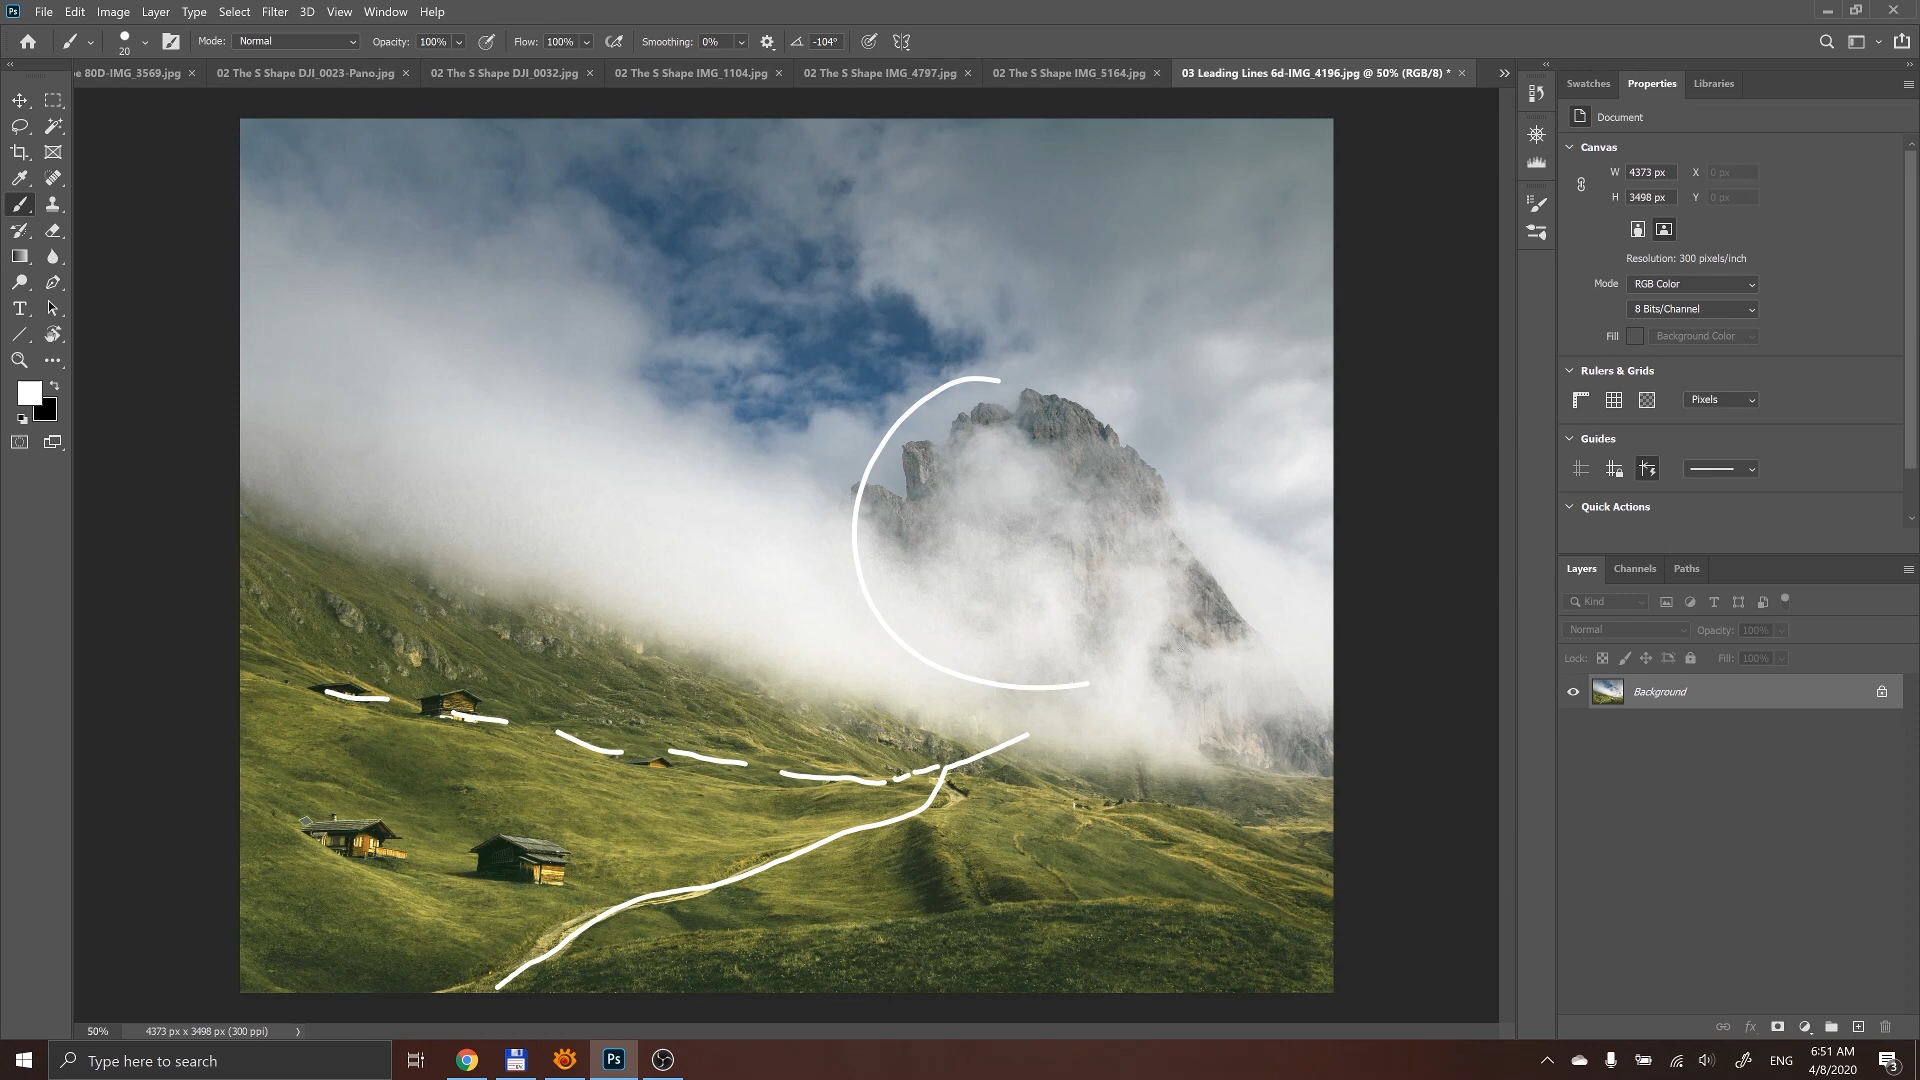 Ps File Edit Image Layer Type Select Filter 3D View Window Help
20 Mode: Normal Opacity: 100% Flow: 100% Smoothing: 0% -104°
e 80D-IMG_3569.jpg × 02 The S Shape DJI_0023-Pano.jpg × 02 The S Shape DJI_0032.jpg × 02 The S Shape IMG_1104.jpg × 02 The S Shape IMG_4797.jpg × 02 The S Shape IMG_5164.jpg × 03 Leading Lines 6d-IMG_4196.jpg @ 50% (RGB/8) * ×
Swatches Properties Libraries
Document
Canvas
W 4373 px X 0 px
H 3498 px Y 0 px
Resolution: 300 pixels/inch
Mode RGB Color
8 Bits/Channel
Fill Background Color
Rulers & Grids
Pixels
Guides
Quick Actions
Layers Channels Paths
Kind
Normal Opacity: 100%
Lock: Fill: 100%
Background
50% 4373 px x 3498 px (300 ppi)
Type here to search
Ps
ENG
6:51 AM
4/8/2020
3